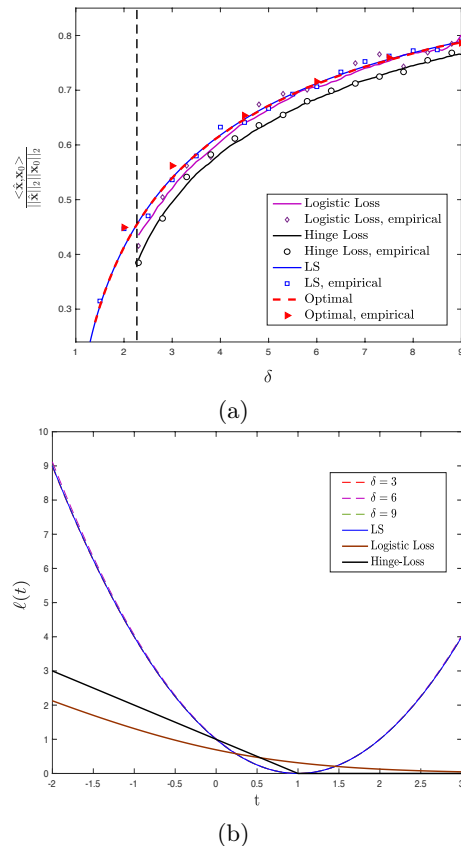 0.8
0.7
0.6
0.5
0.4
0.3
<x̂,x₀>
||x̂||₂||x₀||₂
Logistic Loss
Logistic Loss, empirical
Hinge Loss
Hinge Loss, empirical
LS
LS, empirical
Optimal
Optimal, empirical
1 2 3 4 5 6 7 8 9
δ
(a)
10
9
8
7
6
5
4
3
2
1
0
ℓ(t)
δ = 3
δ = 6
δ = 9
LS
Logistic Loss
Hinge-Loss
-2 -1.5 -1 -0.5 0 0.5 1 1.5 2 2.5 3
t
(b)